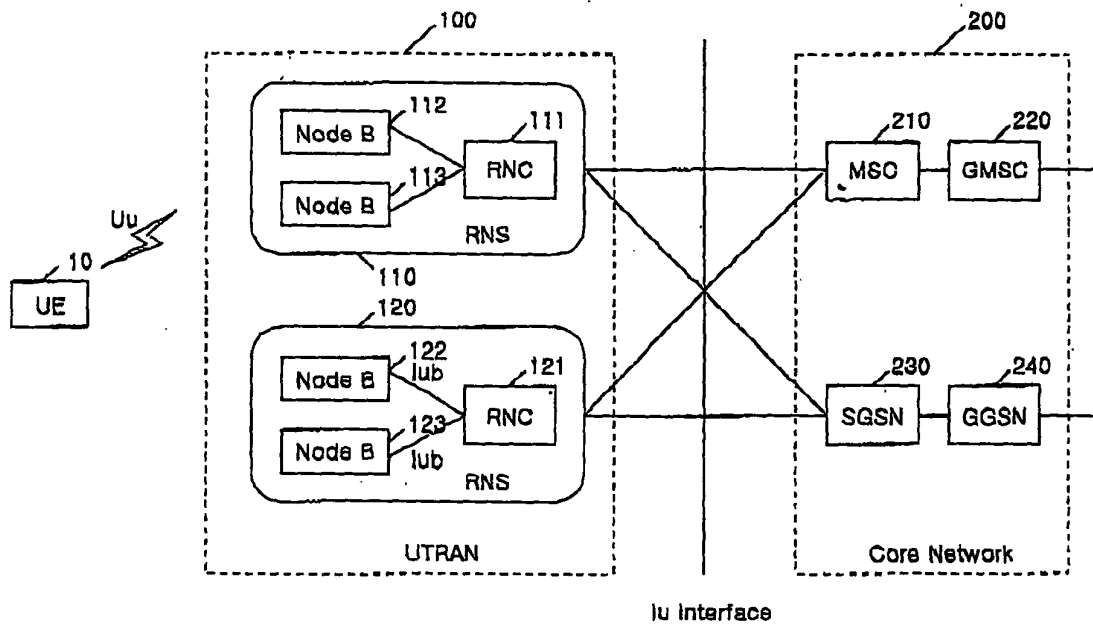 100
200
112
Node B
111
RNC
113
Node B
RNS
110
210
MSC
220
GMSC
Uu
10
UE
120
122
Iub
Node B
121
RNC
123
Iub
Node B
RNS
230
SGSN
240
GGSN
UTRAN
Core Network
Iu Interface